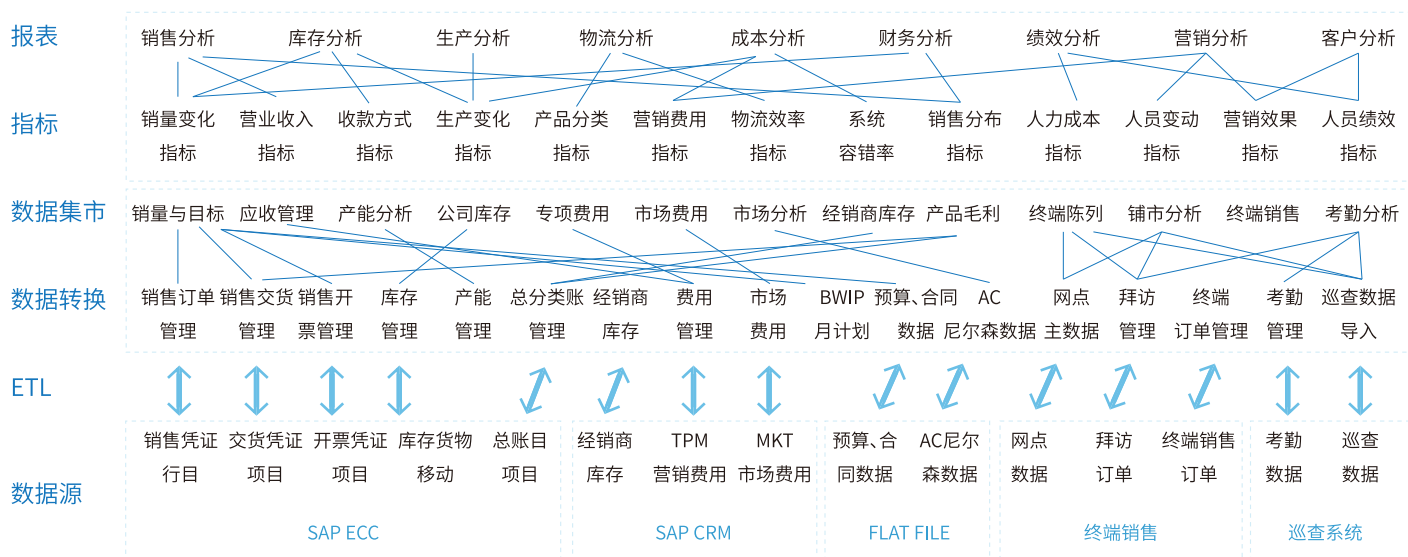 报表
销售分析 库存分析 生产分析 物流分析 成本分析 财务分析 绩效分析 营销分析 客户分析
指标
销量变化 营业收入 收款方式 生产变化 产品分类 营销费用 物流效率 系统 销售分布 人力成本 人员变动 营销效果 人员绩效
指标 指标 指标 指标 指标 指标 指标 容错率 指标 指标 指标 指标 指标
数据集市
销量与目标 应收管理 产能分析 公司库存 专项费用 市场费用 市场分析 经销商库存 产品毛利 终端陈列 铺市分析 终端销售 考勤分析
数据转换
销售订单 销售交货 销售开 库存 产能 总分类账 经销商 费用 市场 BWIP 预算、合同 AC 网点 拜访 终端 考勤 巡查数据
管理 管理 票管理 管理 管理 管理 库存 管理 费用 月计划 数据 尼尔森数据 主数据 管理 订单管理 管理 导入
ETL
数据源
销售凭证 交货凭证 开票凭证 库存货物 总账目 经销商 TPM MKT 预算、合 AC尼尔 网点 拜访 终端销售 考勤 巡查
行目 项目 项目 移动 项目 库存 营销费用 市场费用 同数据 森数据 数据 订单 订单 数据 数据
SAP ECC SAP CRM FLAT FILE 终端销售 巡查系统